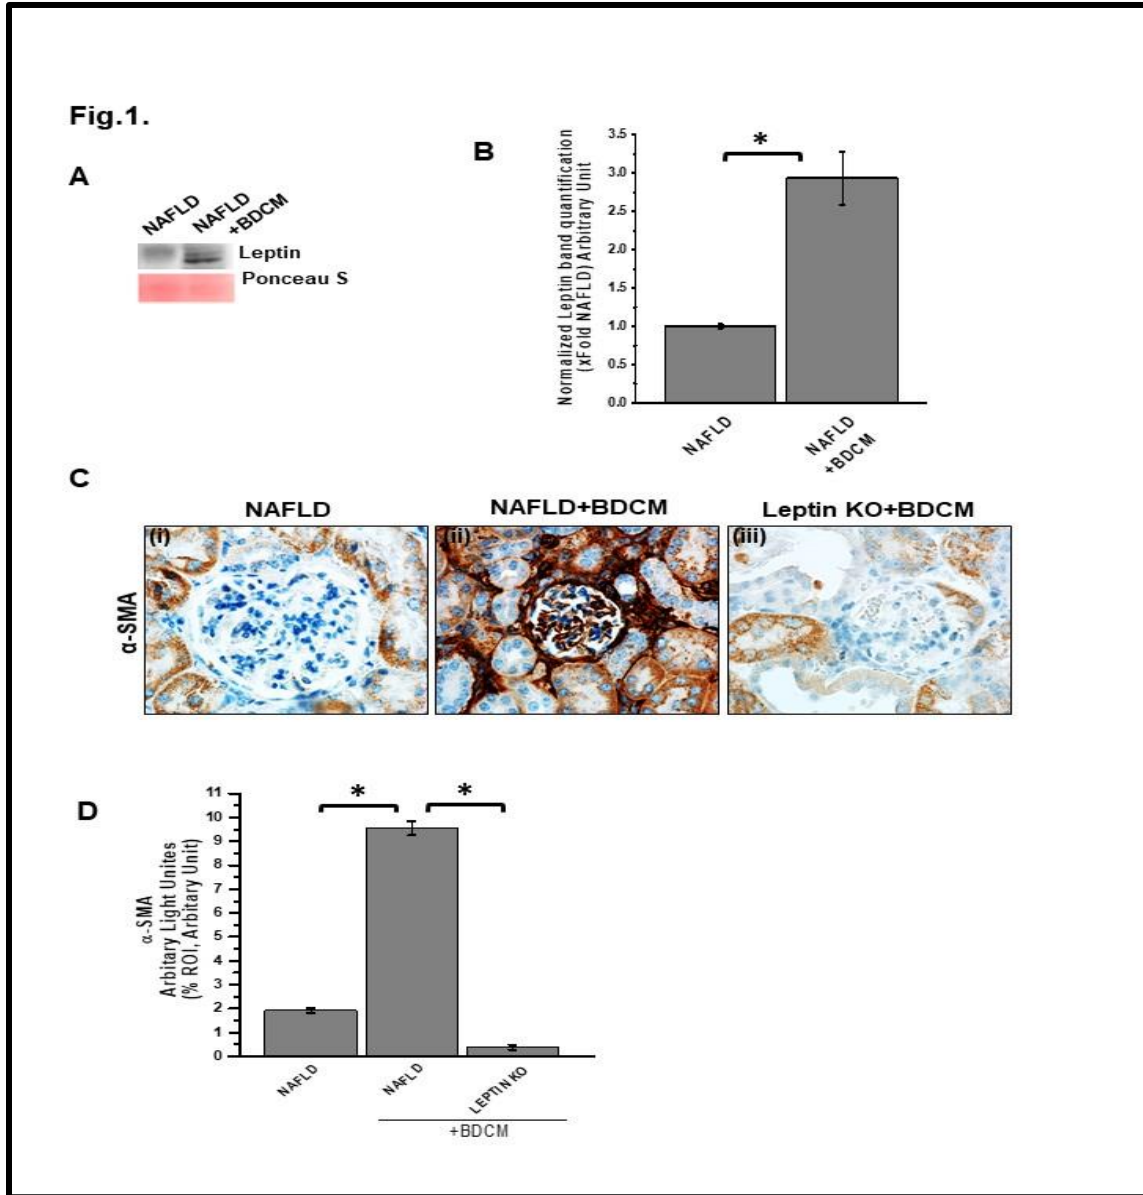 Fig.1.
A
NAFLD
NAFLD
+BDCM
Leptin
Ponceau S
B
Normalized Leptin band quantification
(xFold NAFLD) Arbitrary Unit
3.5
3.0
2.5
2.0
1.5
1.0
0.5
0.0
*
NAFLD
NAFLD
+BDCM
C
NAFLD
NAFLD+BDCM
Leptin KO+BDCM
α-SMA
(i)
(ii)
(iii)
D
α-SMA
Arbitary Light Unites
(% ROI, Arbitary Unit)
11
10
9
8
7
6
5
4
3
2
1
0
*
*
NAFLD
NAFLD
LEPTIN KO
+BDCM